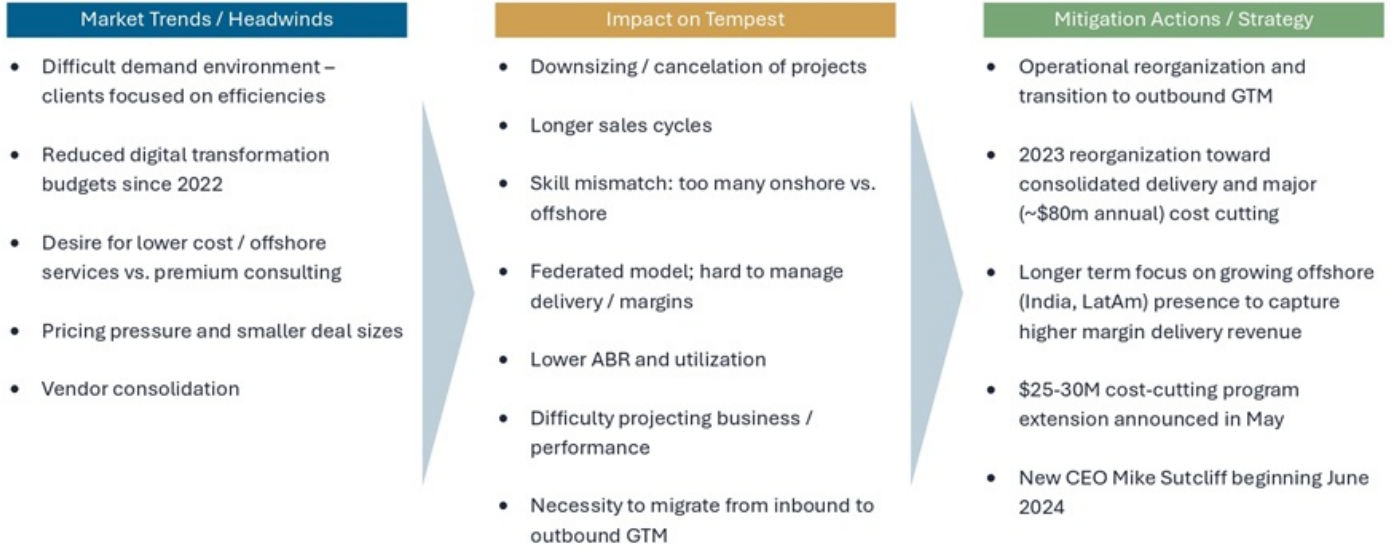 Market Trends / Headwinds
• Difficult demand environment –
clients focused on efficiencies
• Reduced digital transformation
budgets since 2022
• Desire for lower cost / offshore
services vs. premium consulting
• Pricing pressure and smaller deal sizes
• Vendor consolidation
Impact on Tempest
• Downsizing / cancelation of projects
• Longer sales cycles
• Skill mismatch: too many onshore vs.
offshore
• Federated model; hard to manage
delivery / margins
• Lower ABR and utilization
• Difficulty projecting business /
performance
• Necessity to migrate from inbound to
outbound GTM
Mitigation Actions / Strategy
• Operational reorganization and
transition to outbound GTM
• 2023 reorganization toward
consolidated delivery and major
(~$80m annual) cost cutting
• Longer term focus on growing offshore
(India, LatAm) presence to capture
higher margin delivery revenue
• $25-30M cost-cutting program
extension announced in May
• New CEO Mike Sutcliff beginning June
2024